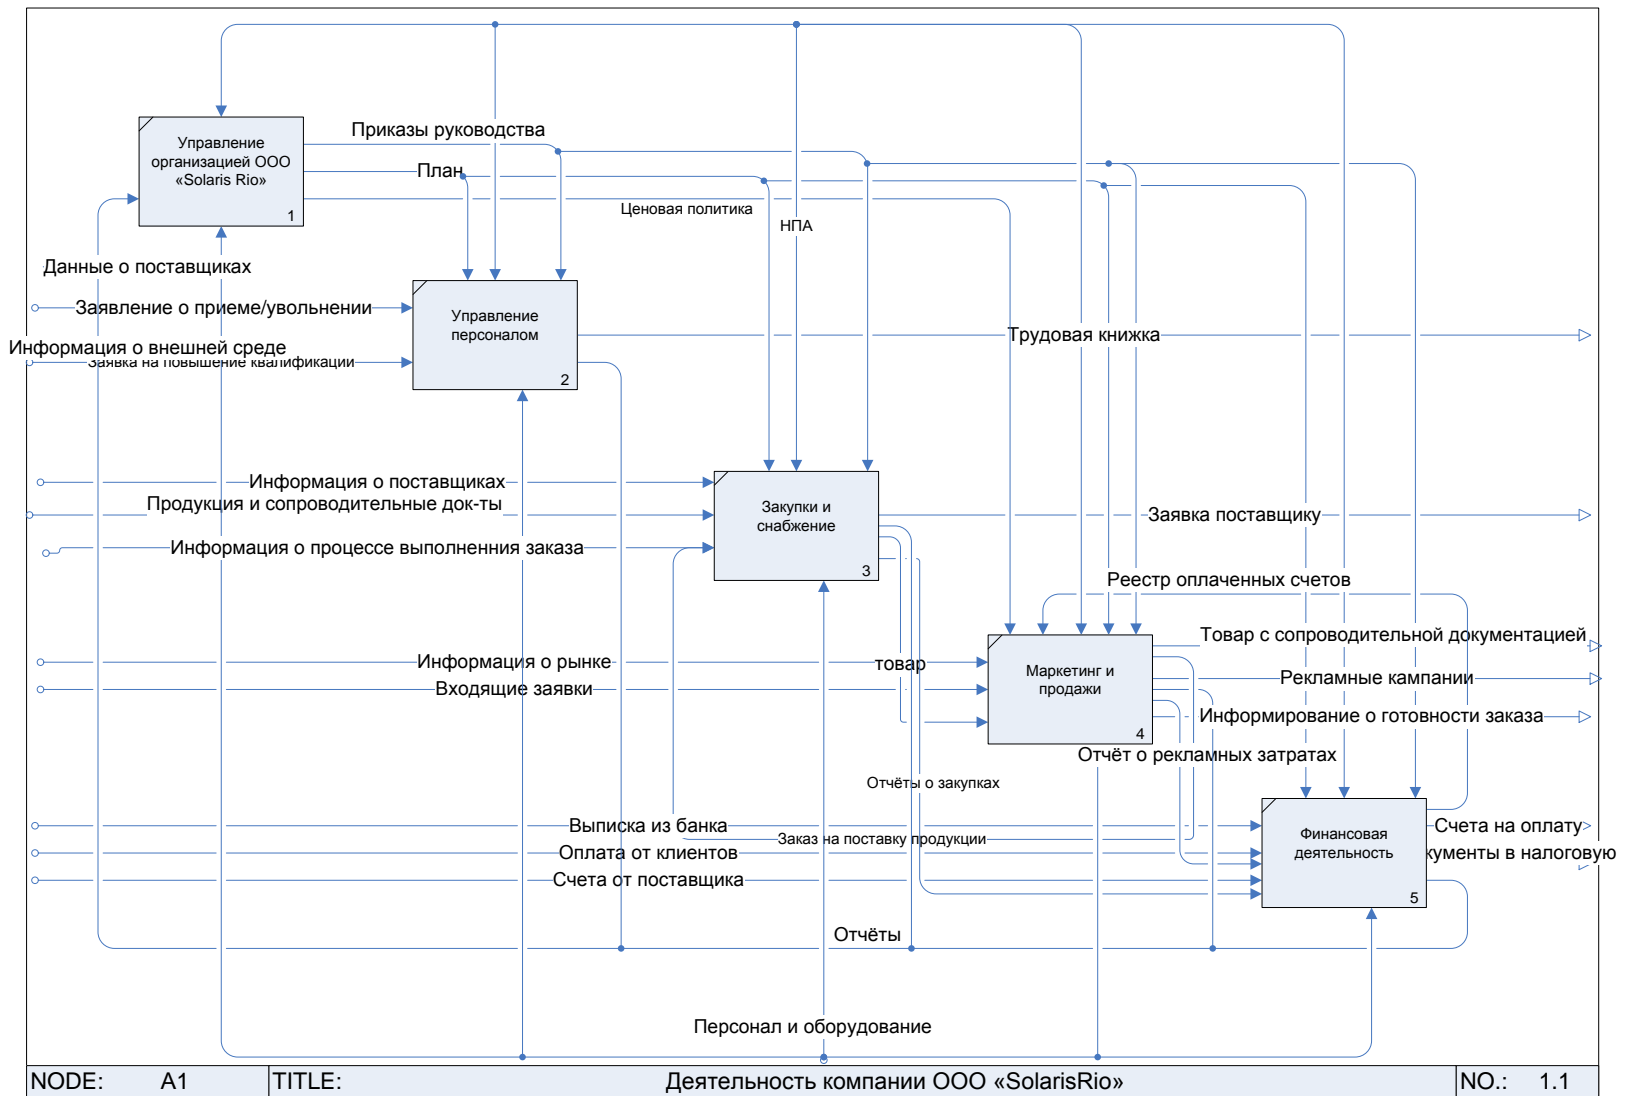 Приказы руководства
Управление
организацией ООО
«Solaris Rio»
1
План
Ценовая политика
НПА
Данные о поставщиках
Заявление о приеме/увольнении
Управление
персоналом
2
Трудовая книжка
Информация о внешней среде
Заявка на повышение квалификации
Информация о поставщиках
Продукция и сопроводительные док-ты
Закупки и
снабжение
3
Заявка поставщику
Информация о процессе выполненния заказа
Реестр оплаченных счетов
Товар с сопроводительной документацией
Информация о рынке
товар
Маркетинг и
продажи
4
Рекламные кампании
Входящие заявки
Информирование о готовности заказа
Отчёт о рекламных затратах
Отчёты о закупках
Выписка из банка
Заказ на поставку продукции
Финансовая
деятельность
5
Счета на оплату
Оплата от клиентов
кументы в налоговую
Счета от поставщика
Отчёты
Персонал и оборудование
NODE: A1 TITLE: Деятельность компании ООО «SolarisRio» NO.: 1.1